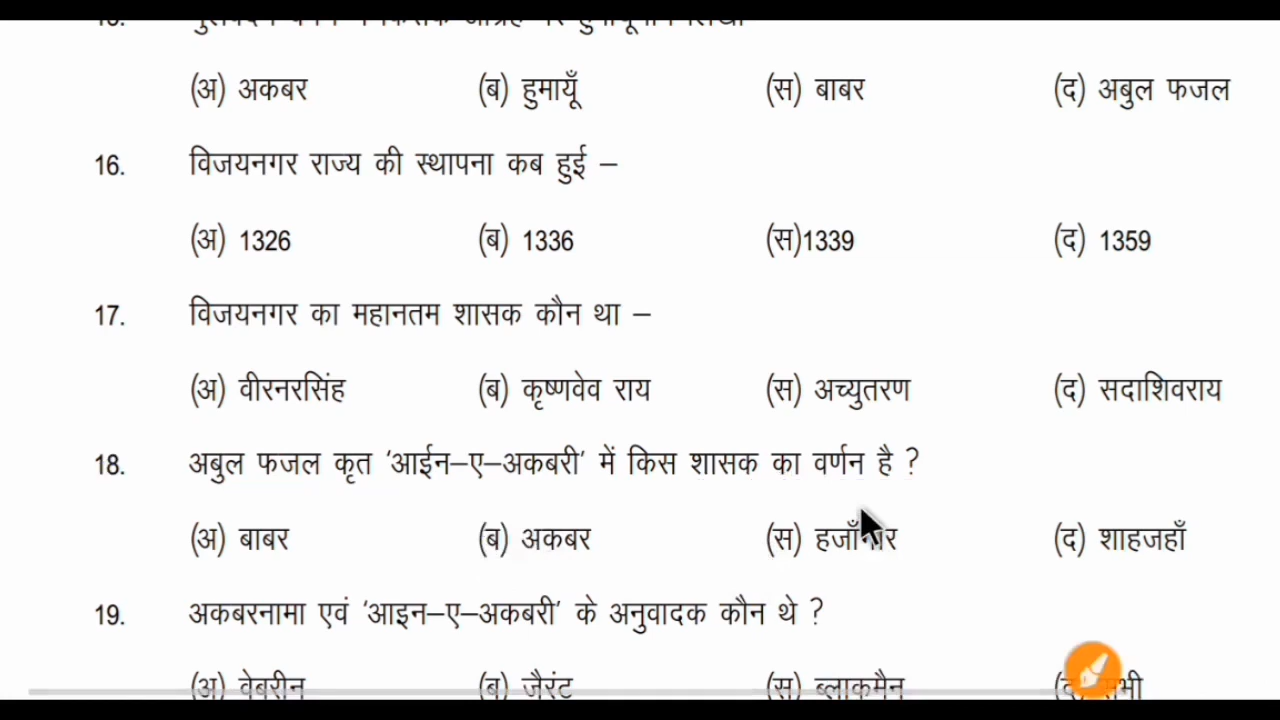 (अ) अकबर (ब) हुमायूँ (स) बाबर (द) अबुल फजल
16. विजयनगर राज्य की स्थापना कब हुई –
(अ) 1326 (ब) 1336 (स)1339 (द) 1359
17. विजयनगर का महानतम शासक कौन था –
(अ) वीरनरसिंह (ब) कृष्णवेव राय (स) अच्युतरण (द) सदाशिवराय
18. अबुल फजल कृत 'आईन–ए–अकबरी' में किस शासक का वर्णन है ?
(अ) बाबर (ब) अकबर (स) (द) शाहजहाँ
19. अकबरनामा एवं 'आइन–ए–अकबरी' के अनुवादक कौन थे ?
(अ) वेबरीन (ब) जैरंट (स) ब्लाकमैन (द) सभी